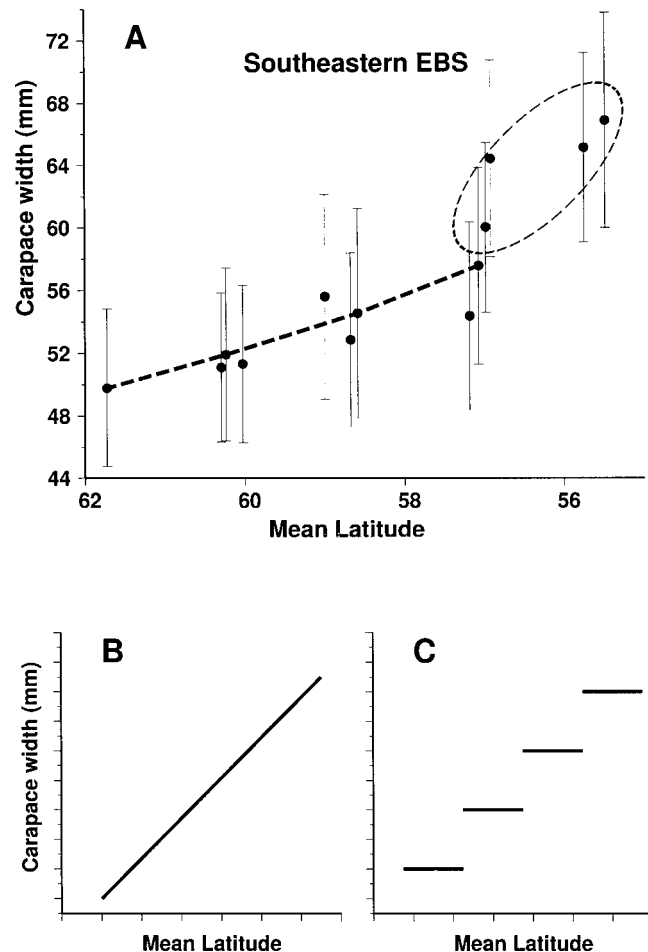 A
Southeastern EBS
72
68
64
60
56
52
48
44
Carapace width (mm)
62 60 58 56
Mean Latitude
B
Carapace width (mm)
Mean Latitude
C
Mean Latitude